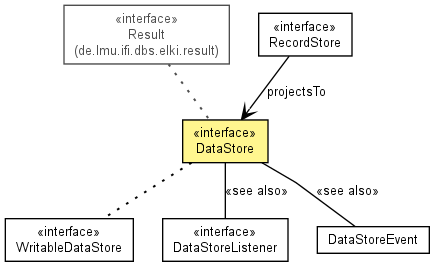 «interface»
Result
(de.lmu.ifi.dbs.elki.result)
«interface»
RecordStore
projectsTo
«interface»
DataStore
«see also»
«see also»
«interface»
WritableDataStore
«interface»
DataStoreListener
DataStoreEvent